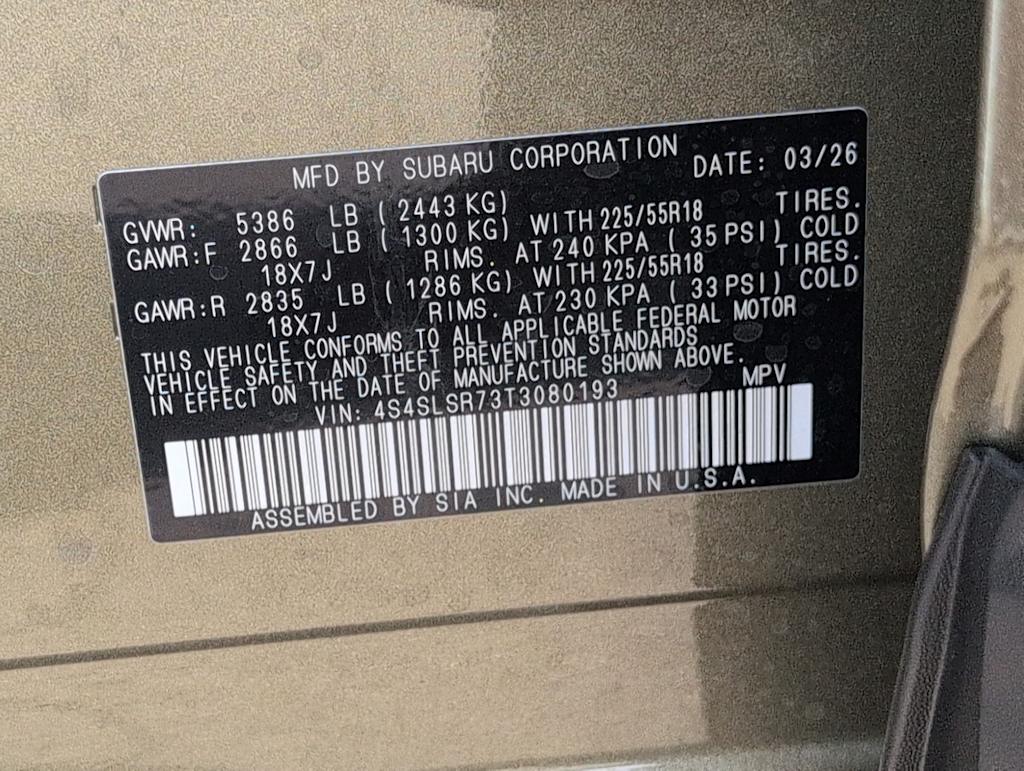 MFD BY SUBARU CORPORATION DATE: 03/26
GVWR: 5386 LB ( 2443 KG)
GAWR:F 2866 LB ( 1300 KG) WITH 225/55R18 TIRES.
18X7J RIMS. AT 240 KPA ( 35 PSI) COLD
GAWR:R 2835 LB ( 1286 KG) WITH 225/55R18 TIRES.
18X7J RIMS. AT 230 KPA ( 33 PSI) COLD
THIS VEHICLE CONFORMS TO ALL APPLICABLE FEDERAL MOTOR
VEHICLE SAFETY AND THEFT PREVENTION STANDARDS
IN EFFECT ON THE DATE OF MANUFACTURE SHOWN ABOVE.
VIN: 4S4SLSR73T3080193 MPV
ASSEMBLED BY SIA INC. MADE IN U.S.A.